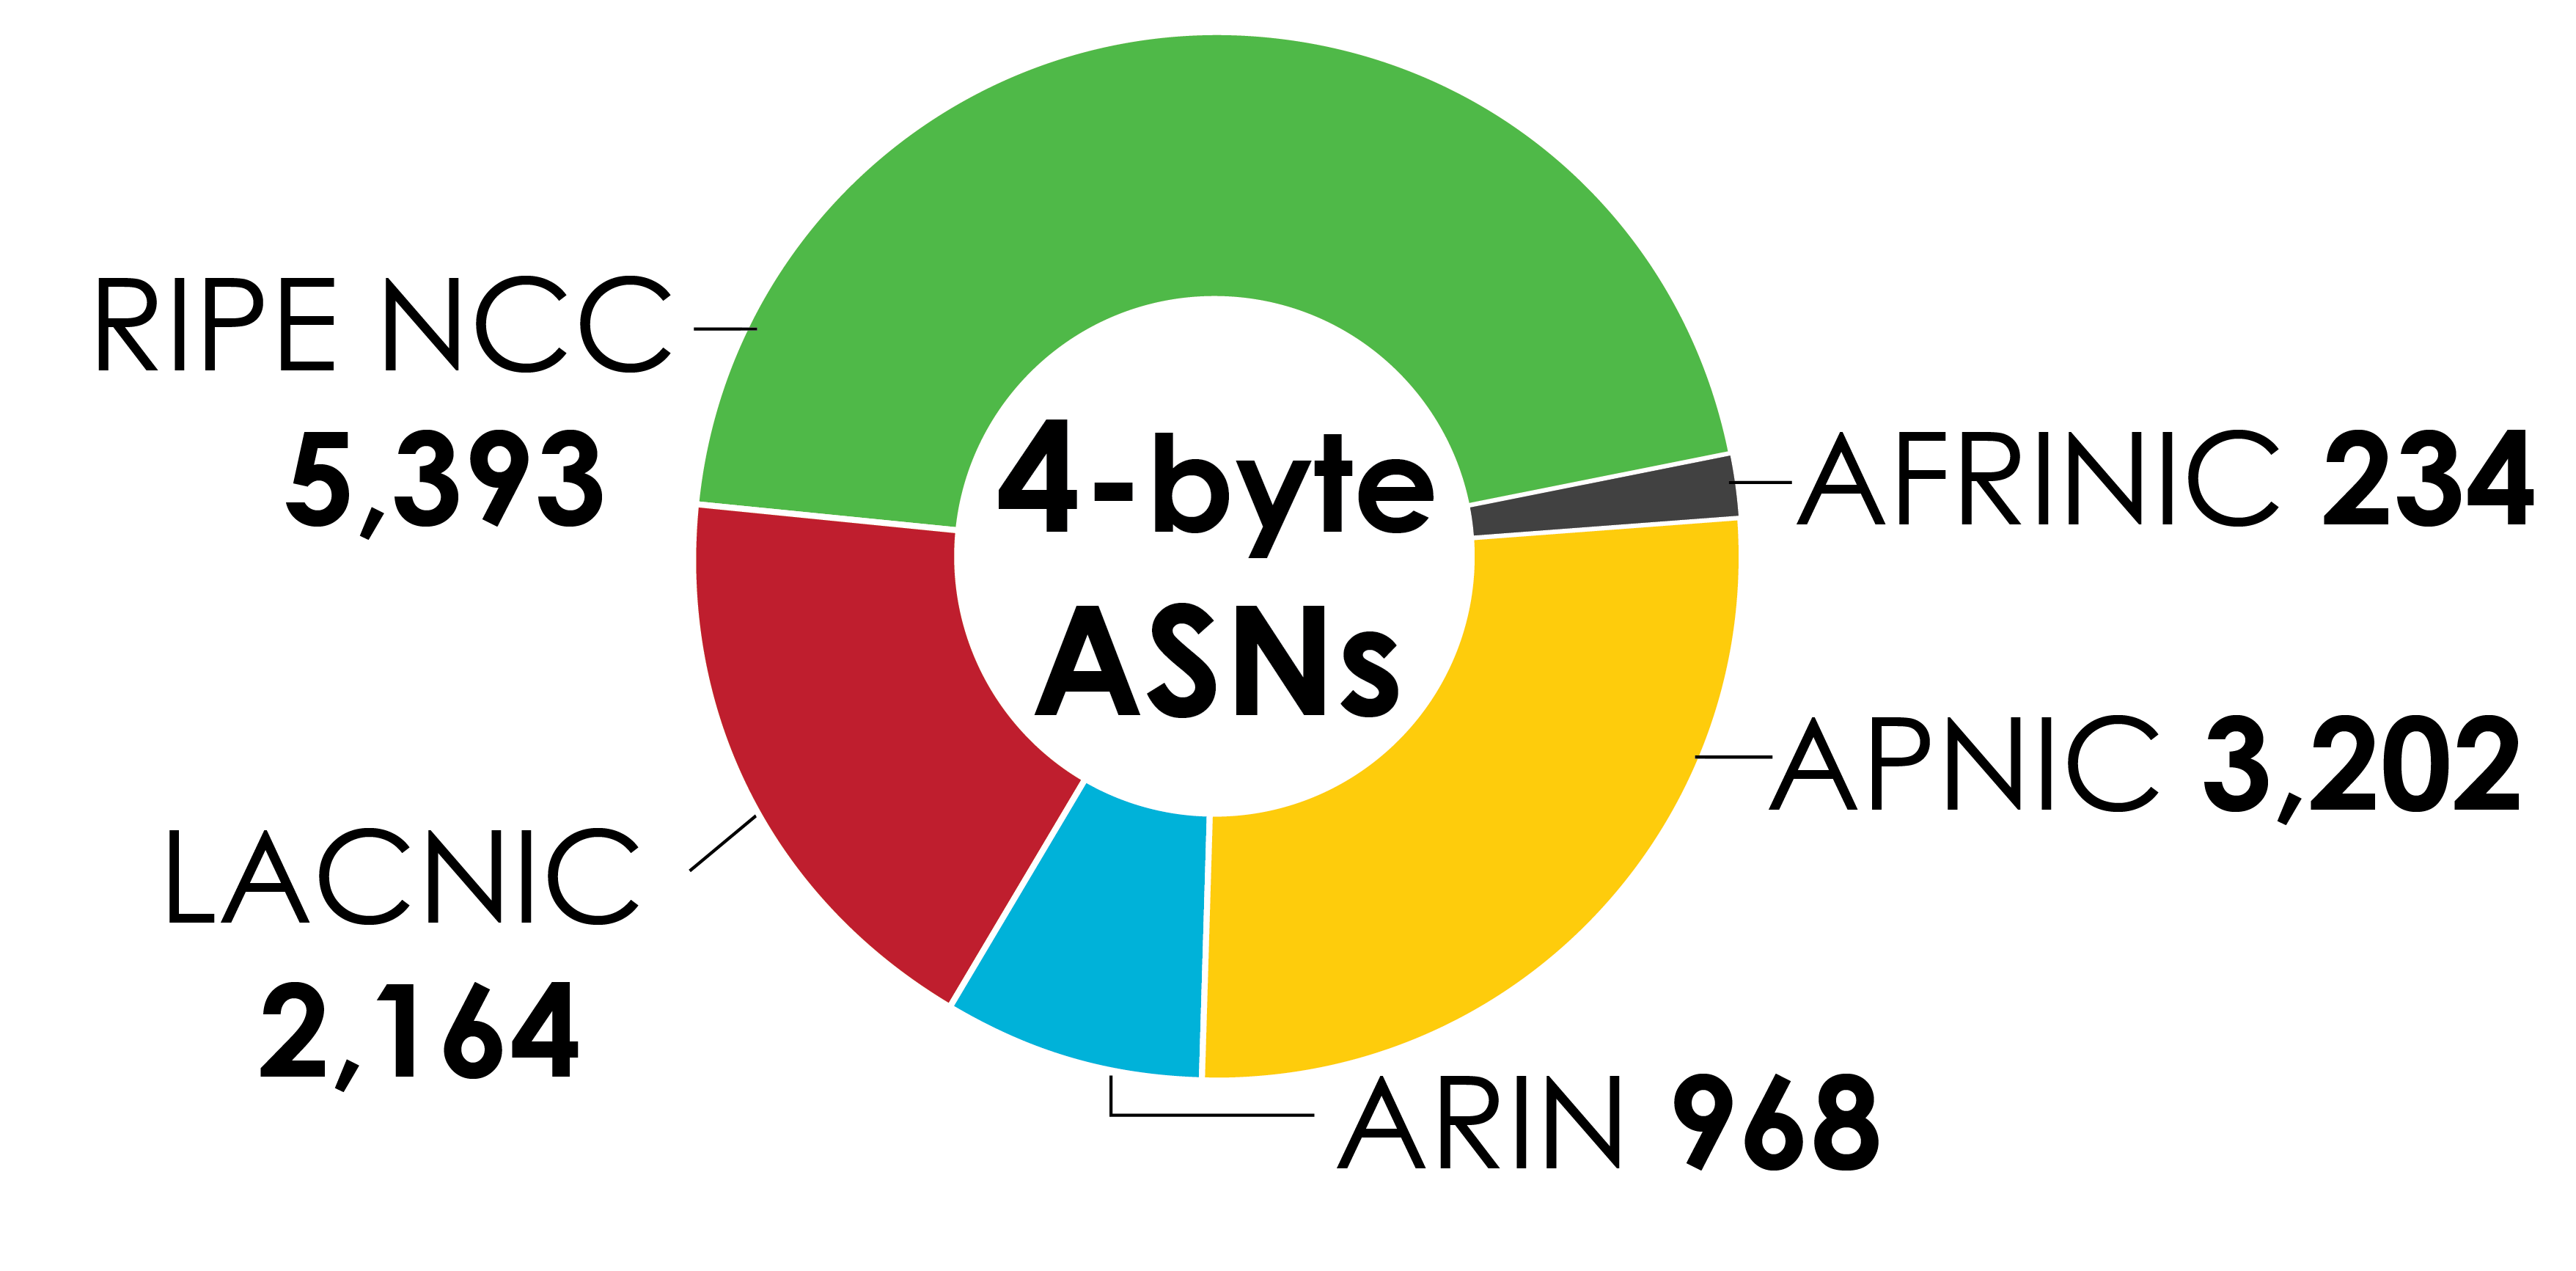 RIPE NCC
5,393
4-byte
ASNs
AFRINIC 234
APNIC 3,202
LACNIC
2,164
ARIN 968